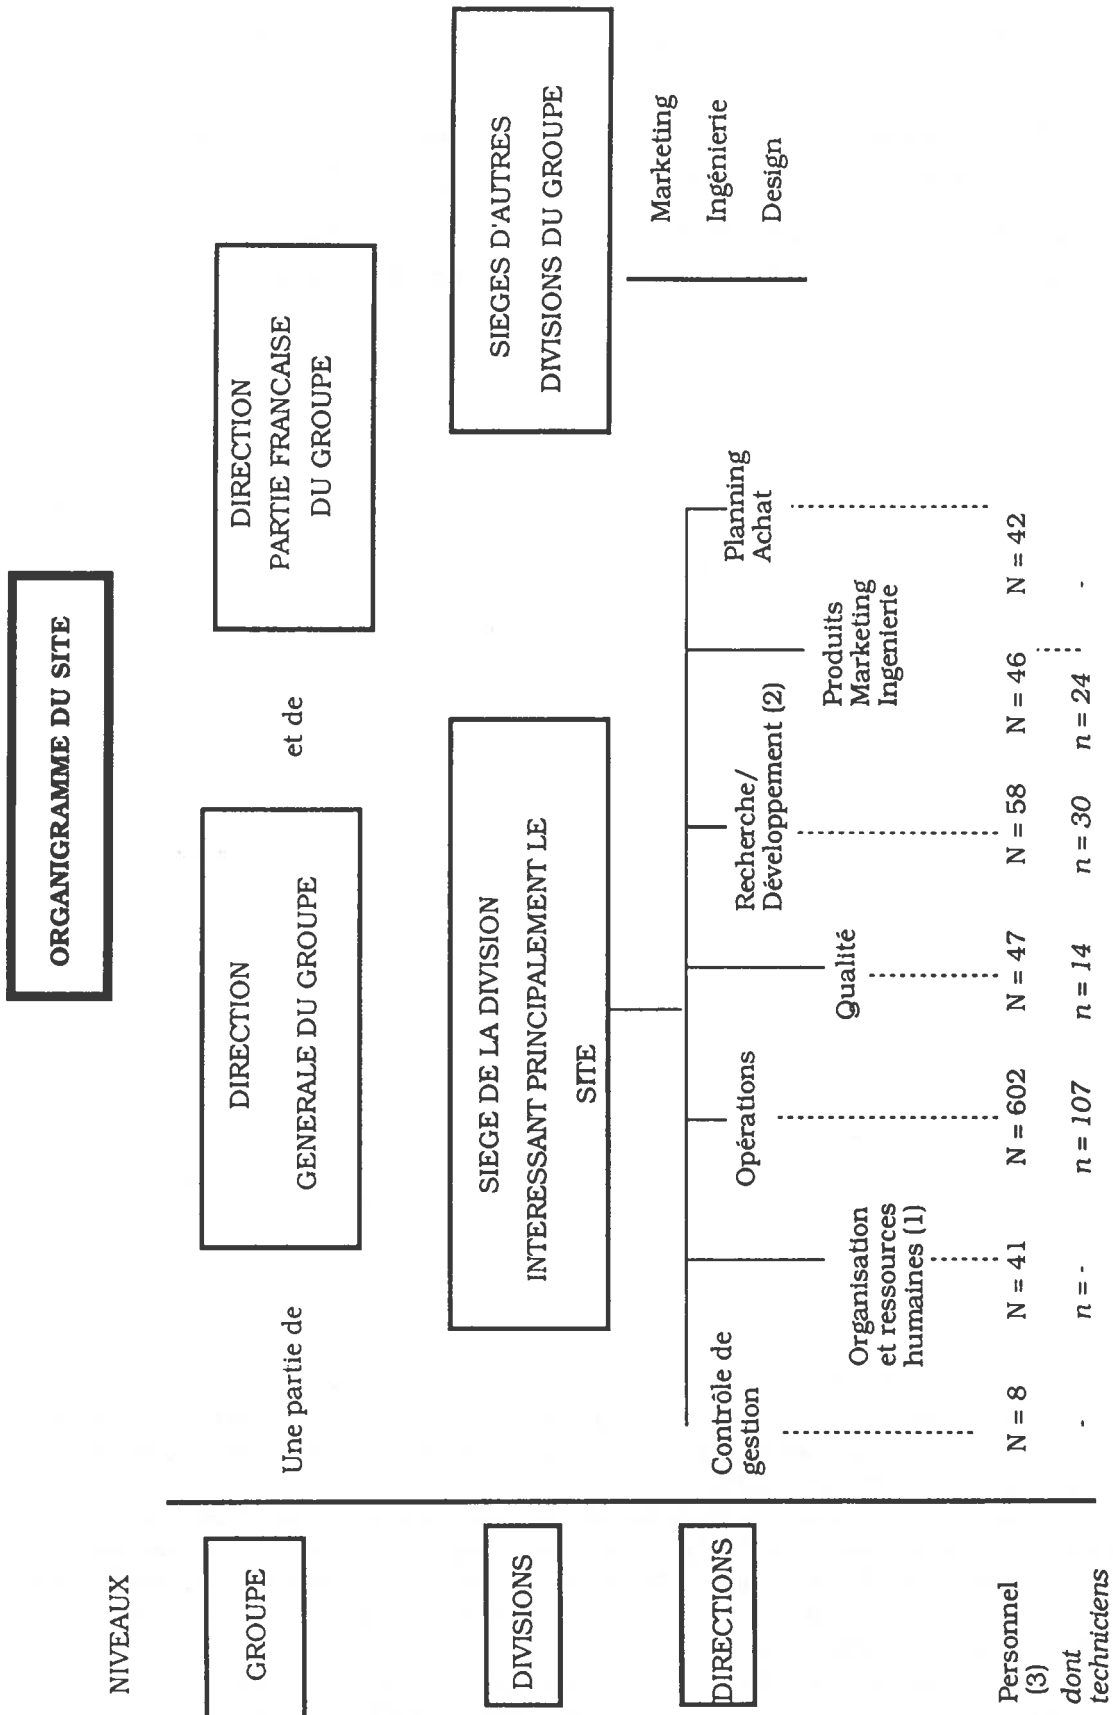 ORGANIGRAMME DU SITE
NIVEAUX
GROUPE
Une partie de
DIRECTION
GENERALE DU GROUPE
et de
DIRECTION
PARTIE FRANCAISE
DU GROUPE
DIVISIONS
SIEGE DE LA DIVISION
INTERESSANT PRINCIPALEMENT LE
SITE
SIEGES D'AUTRES
DIVISIONS DU GROUPE
Marketing
Ingénierie
Design
DIRECTIONS
Contrôle de
gestion
Organisation
et ressources
humaines (1)
Opérations
Qualité
Recherche/
Développement (2)
Produits
Marketing
Ingenierie
Planning
Achat
Personnel
(3)
dont
techniciens
N = 8
N = 41
N = 602
N = 47
N = 58
N = 46
N = 42
-
n = -
n = 107
n = 14
n = 30
n = 24
-